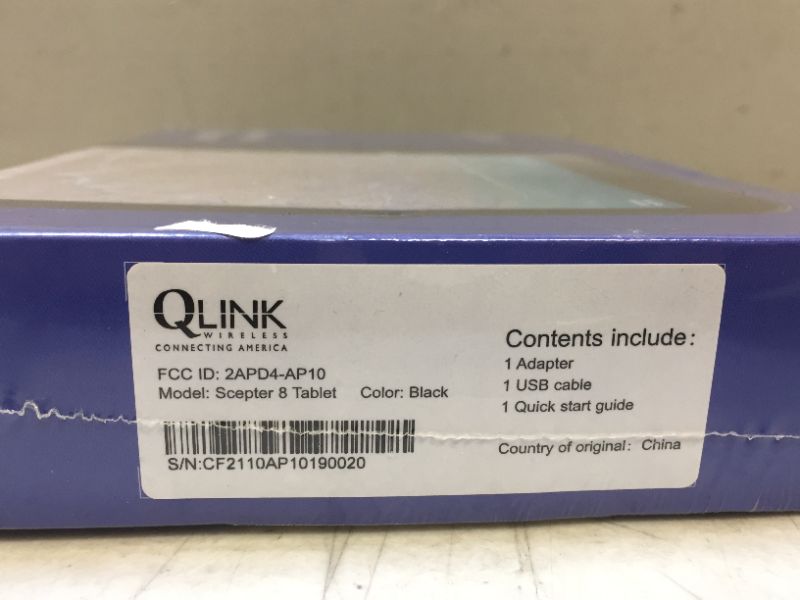 QLINK
WIRELESS
CONNECTING AMERICA
FCC ID: 2APD4-AP10
Model: Scepter 8 Tablet Color: Black
S/N:CF2110AP10190020
Contents include:
1 Adapter
1 USB cable
1 Quick start guide
Country of original: China